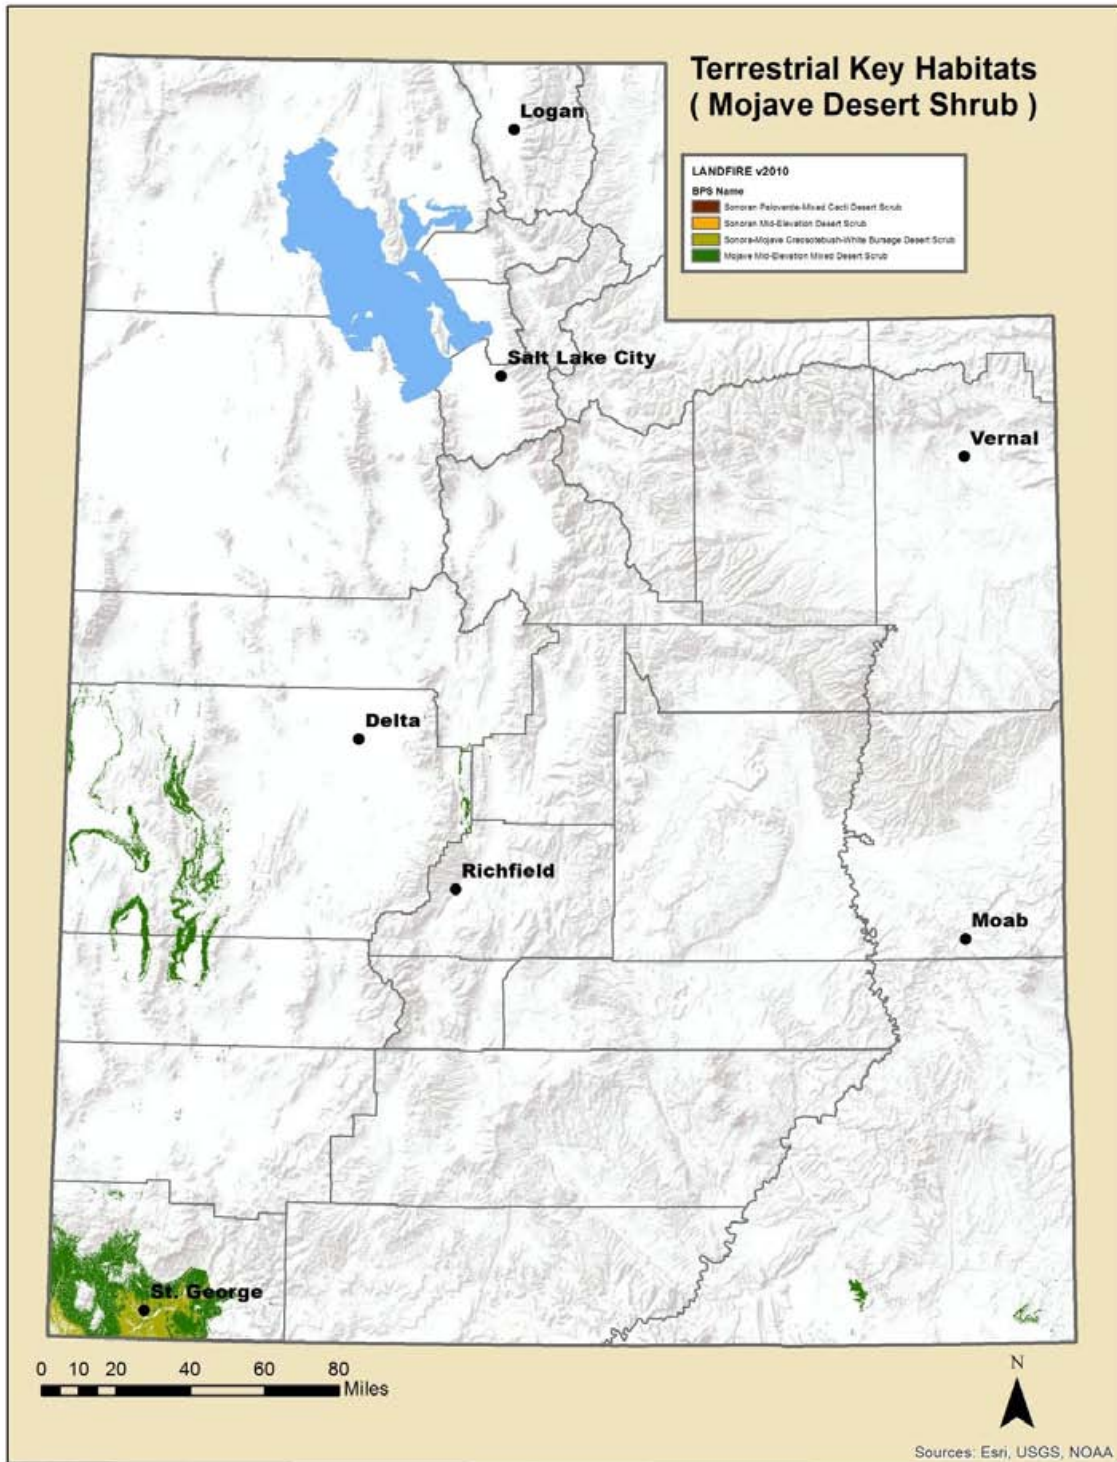 Terrestrial Key Habitats
( Mojave Desert Shrub )
LANDFIRE v2010
BPS Name
Sonoran Paloverde-Mixed Cacti Desert Scrub
Sonoran Mid-Elevation Desert Scrub
Sonora-Mojave Creosotebush-White Bursage Desert Scrub
Mojave Mid-Elevation Mixed Desert Scrub
Logan
Salt Lake City
Vernal
Delta
Richfield
Moab
St. George
0 10 20 40 60 80
Miles
N
Sources: Esri, USGS, NOAA